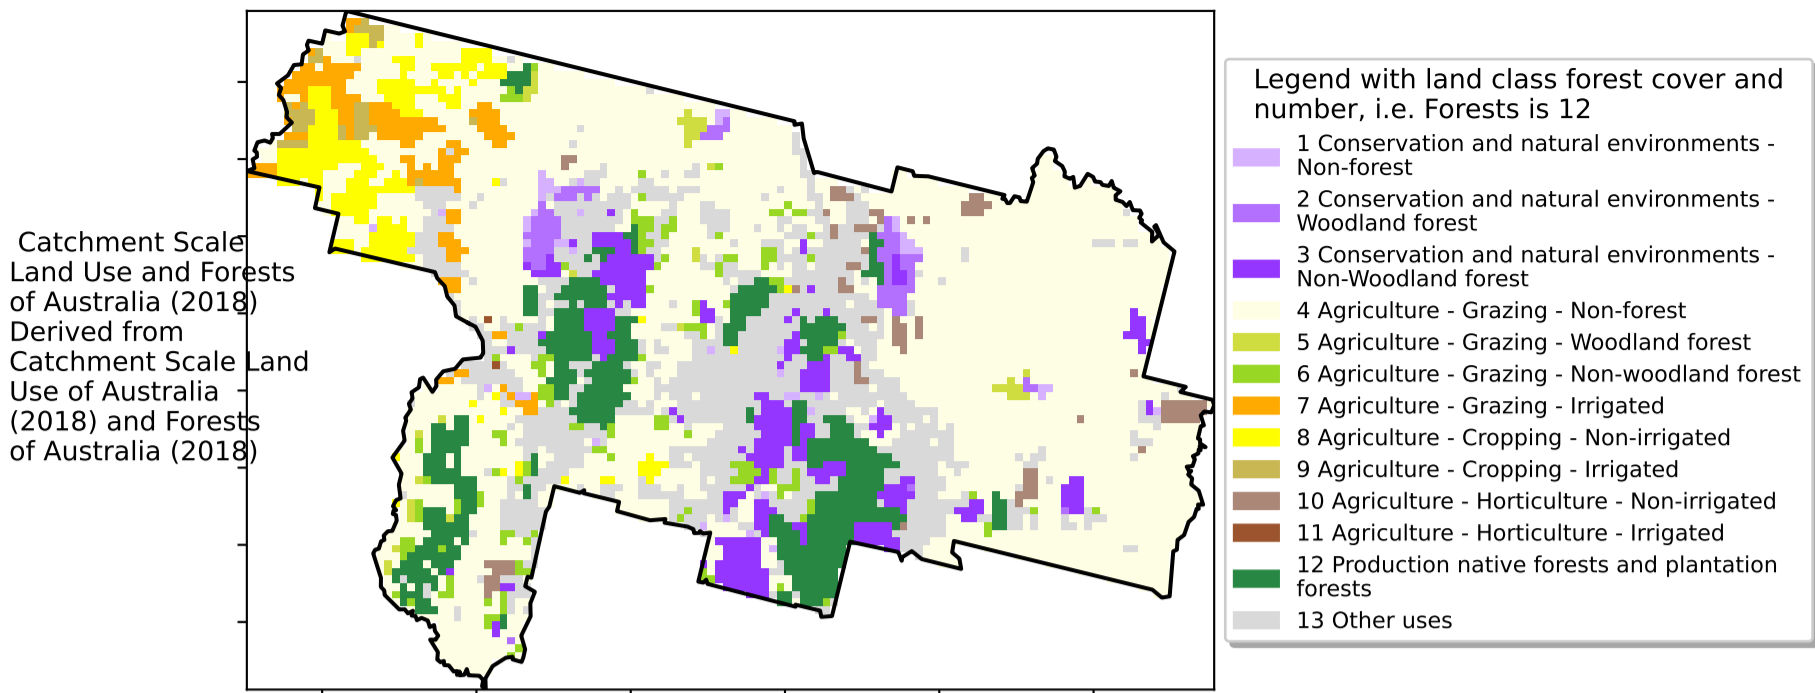 Catchment Scale
Land Use and Forests
of Australia (2018)
Derived from
Catchment Scale Land
Use of Australia
(2018) and Forests
of Australia (2018)
Legend with land class forest cover and
number, i.e. Forests is 12
1 Conservation and natural environments -
Non-forest
2 Conservation and natural environments -
Woodland forest
3 Conservation and natural environments -
Non-Woodland forest
4 Agriculture - Grazing - Non-forest
5 Agriculture - Grazing - Woodland forest
6 Agriculture - Grazing - Non-woodland forest
7 Agriculture - Grazing - Irrigated
8 Agriculture - Cropping - Non-irrigated
9 Agriculture - Cropping - Irrigated
10 Agriculture - Horticulture - Non-irrigated
11 Agriculture - Horticulture - Irrigated
12 Production native forests and plantation
forests
13 Other uses